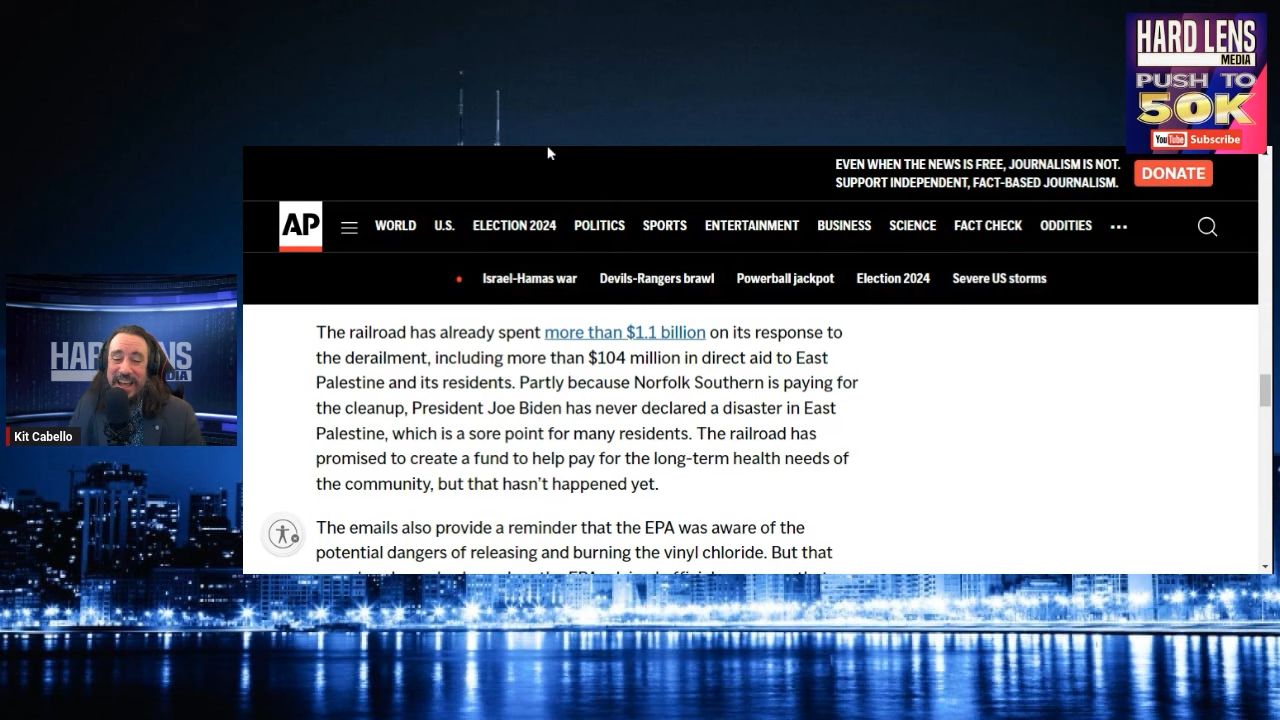 HARD LENS
MEDIA
PUSH TO
50K
YouTube Subscribe
EVEN WHEN THE NEWS IS FREE, JOURNALISM IS NOT.
SUPPORT INDEPENDENT, FACT-BASED JOURNALISM.
DONATE
AP
WORLD U.S. ELECTION 2024 POLITICS SPORTS ENTERTAINMENT BUSINESS SCIENCE FACT CHECK ODDITIES
Israel-Hamas war Devils-Rangers brawl Powerball jackpot Election 2024 Severe US storms
The railroad has already spent more than $1.1 billion on its response to
the derailment, including more than $104 million in direct aid to East
Palestine and its residents. Partly because Norfolk Southern is paying for
the cleanup, President Joe Biden has never declared a disaster in East
Palestine, which is a sore point for many residents. The railroad has
promised to create a fund to help pay for the long-term health needs of
the community, but that hasn't happened yet.
The emails also provide a reminder that the EPA was aware of the
potential dangers of releasing and burning the vinyl chloride. But that
Kit Cabello